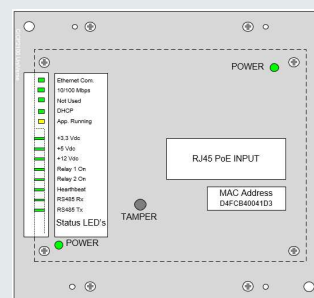 POWER
Ethernet Com.
10/100 Mbps
Not Used
DHCP
App. Running
+3,3 Vdc
+5 Vdc
+12 Vdc
Relay 1 On
Relay 2 On
Hearthbeat
RS485 Rx
RS485 Tx
Status LED's
RJ45 PoE INPUT
MAC Address
D4FCB40041D3
TAMPER
POWER